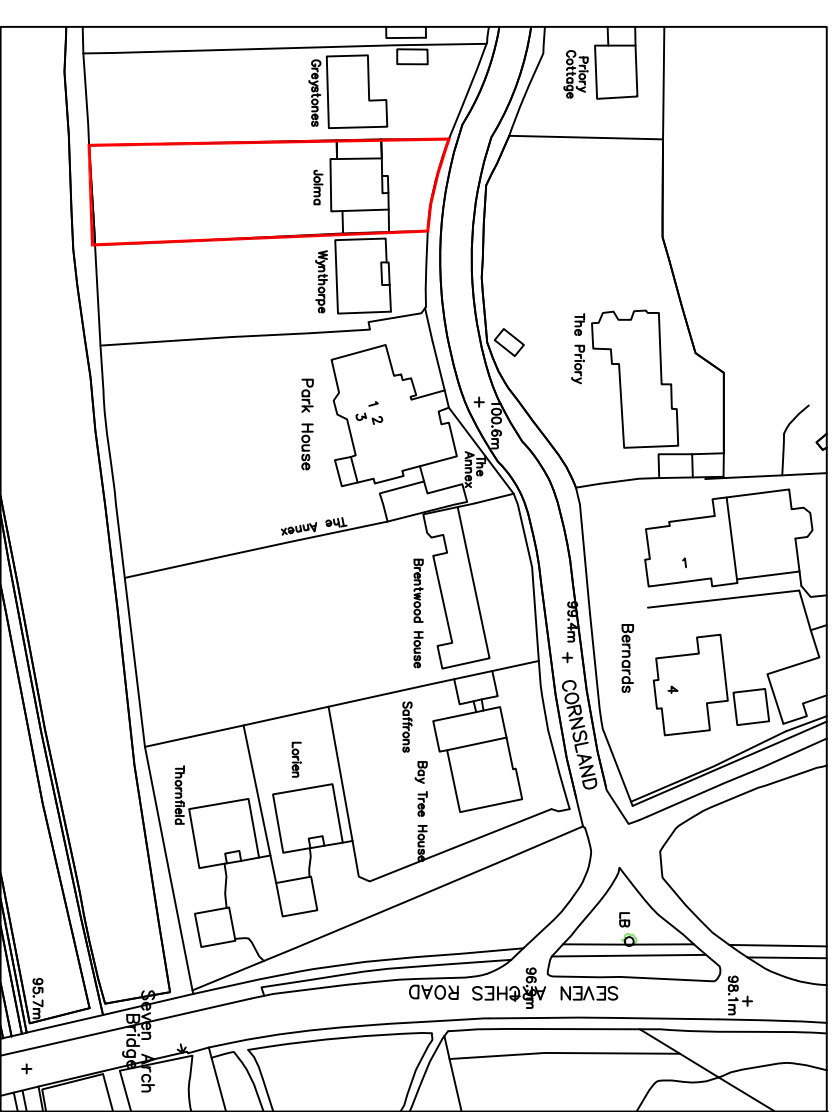 Priory
Cottage
Greystones
Jolma
Wynthorpe
The Priory
Park House
1
2
3
100.6m
The
Annex
The Annex
Brentwood House
1
Bernards
4
99.4m
CORNSLAND
Saffrons
Bay Tree House
Lorien
Thornfield
LB
SEVEN ARCHES ROAD
98.1m
95.7m
Seven Arch
Bridge